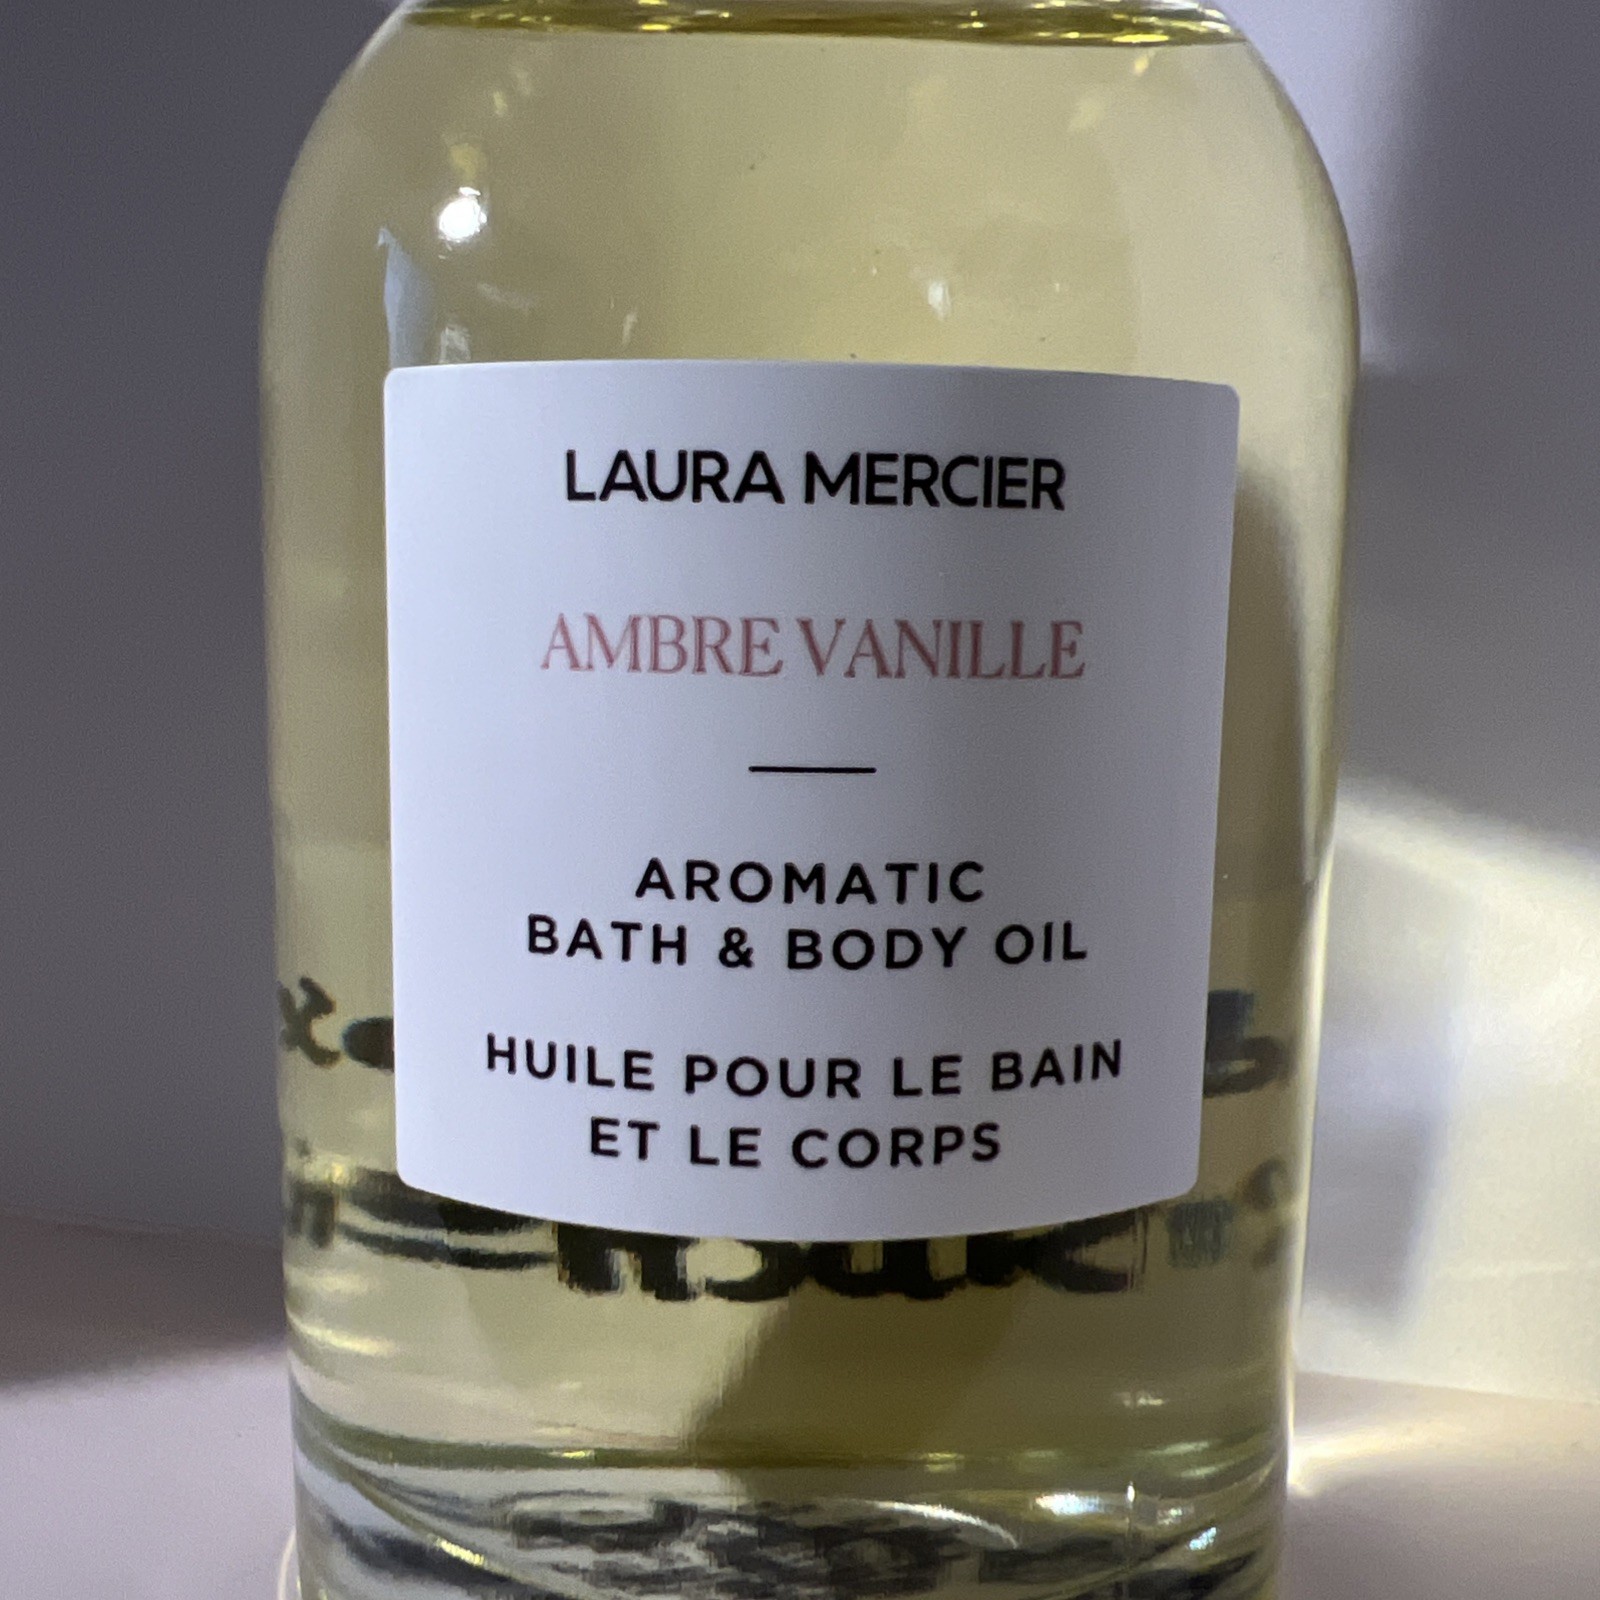 LAURA MERCIER
AMBRE VANILLE
AROMATIC
BATH & BODY OIL
HUILE POUR LE BAIN
ET LE CORPS